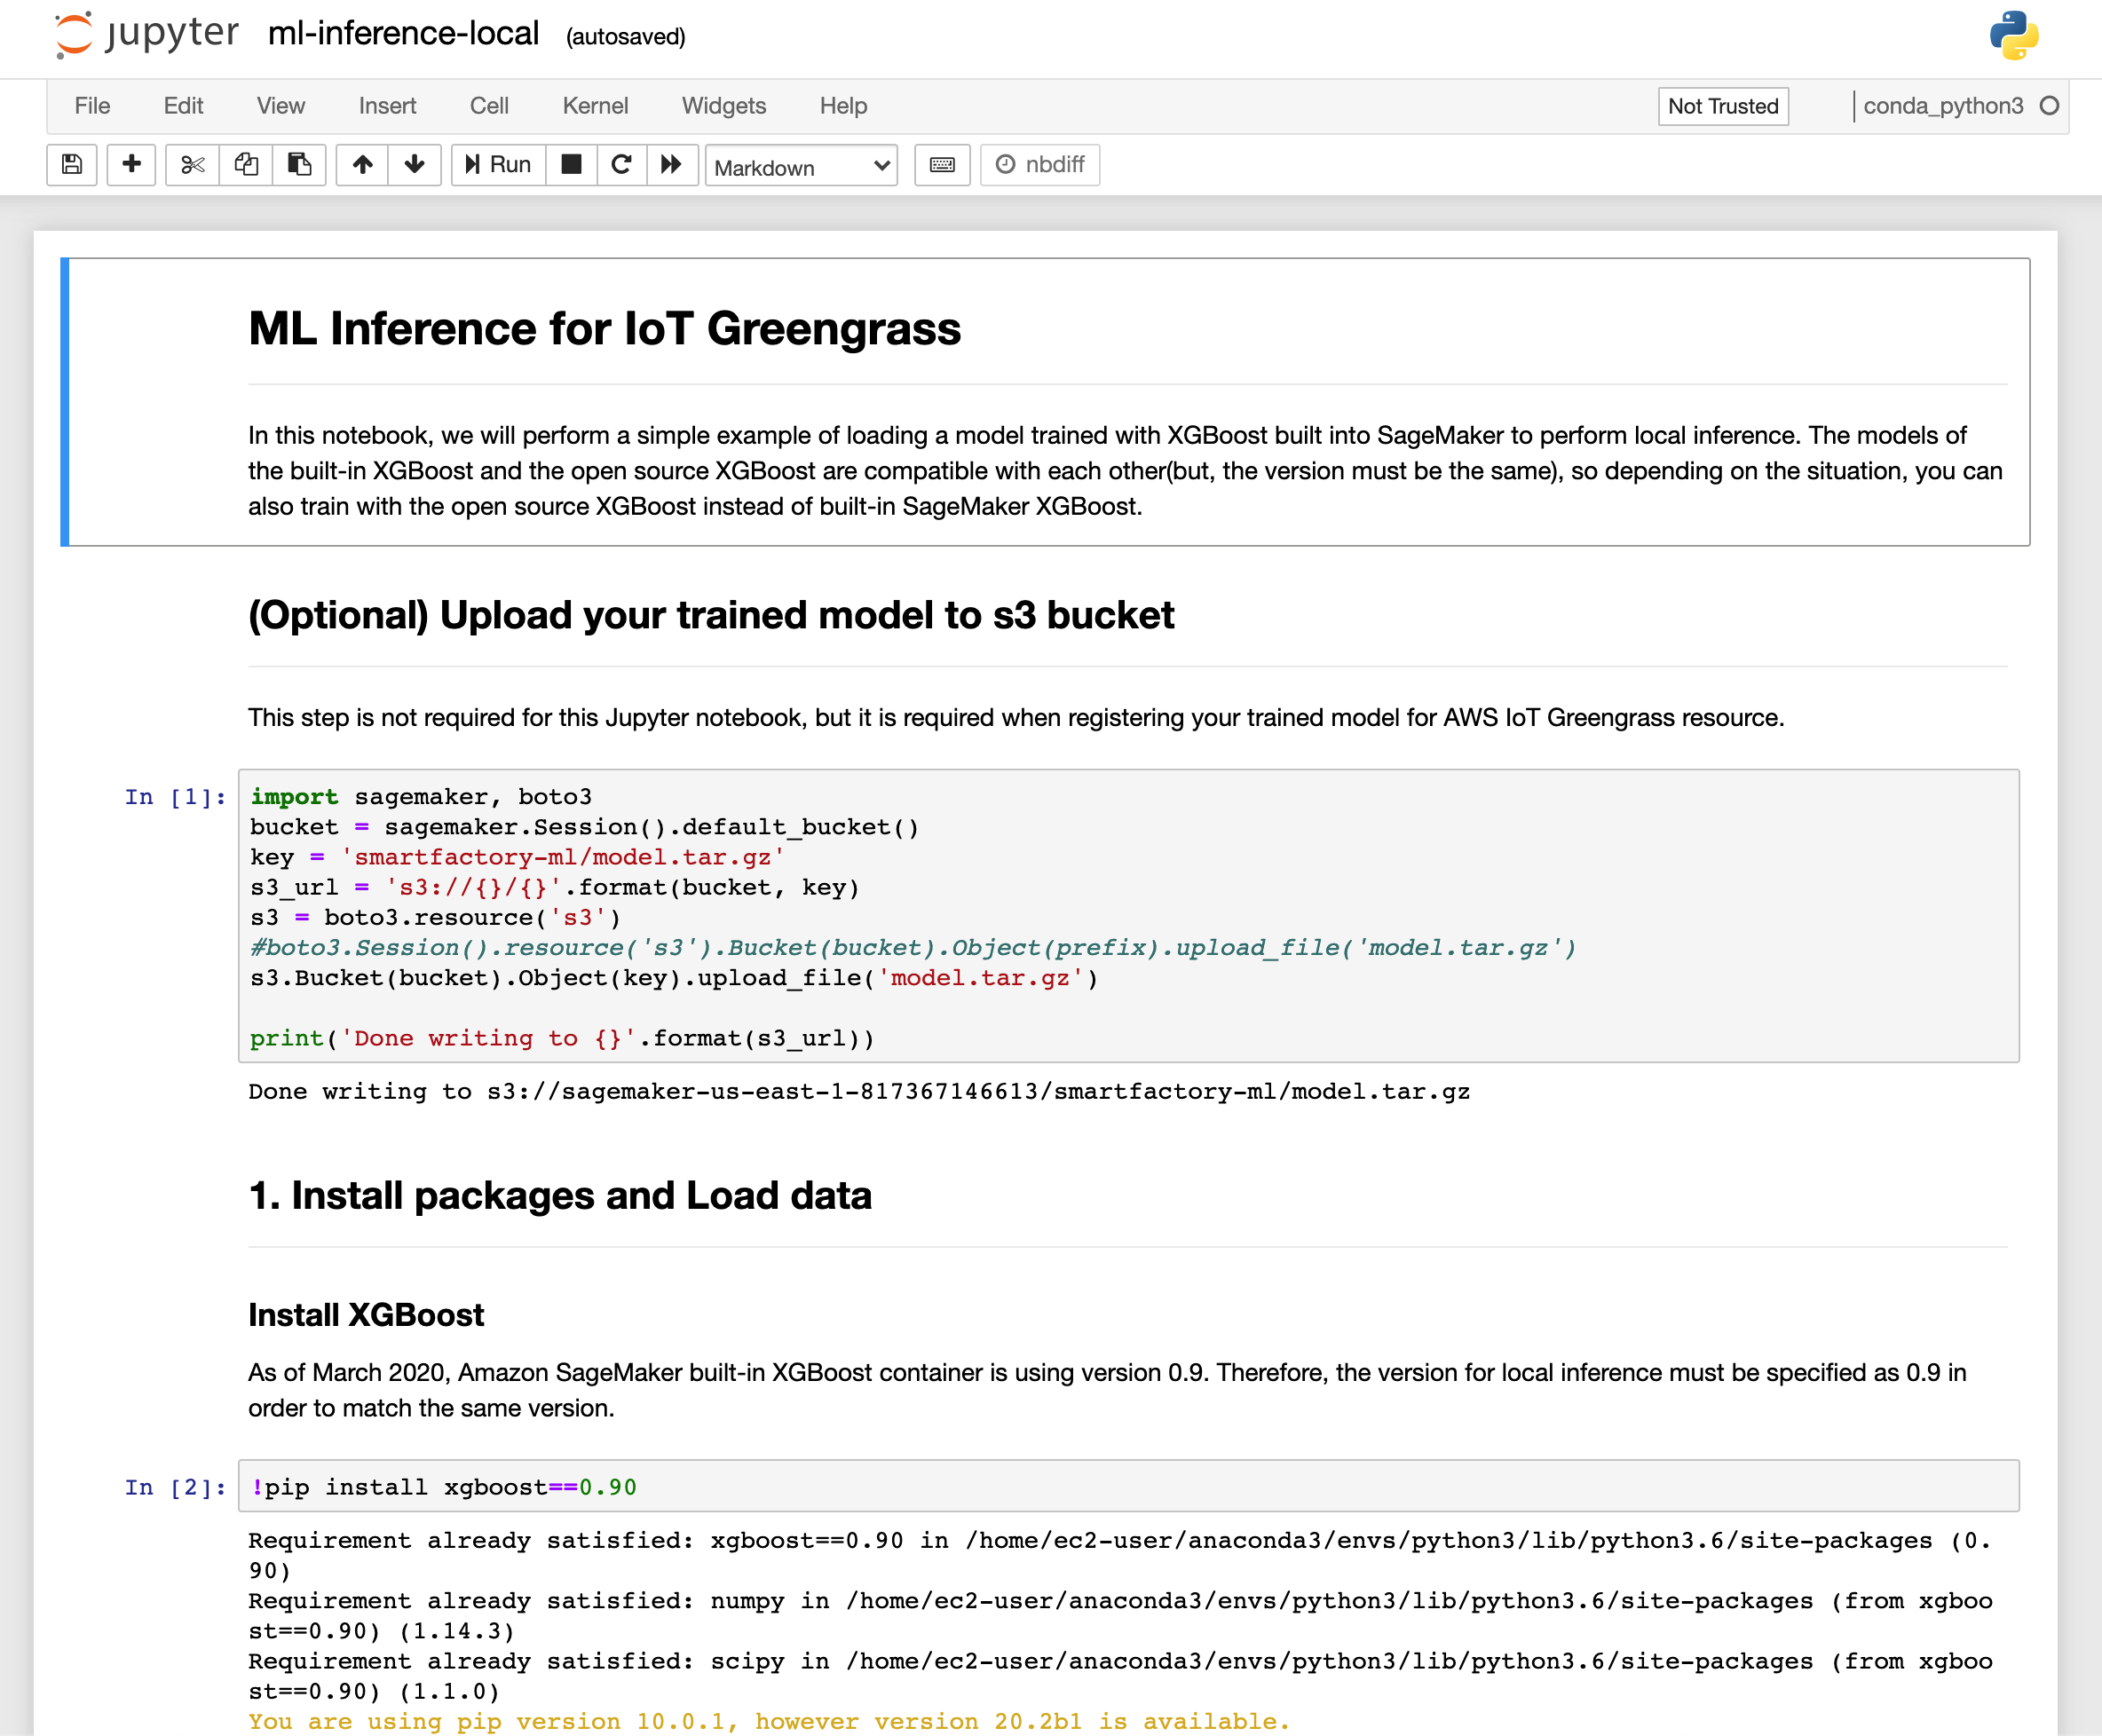 jupyter ml-inference-local (autosaved)
File Edit View Insert Cell Kernel Widgets Help Not Trusted conda_python3
Run Markdown nbdiff
ML Inference for IoT Greengrass
In this notebook, we will perform a simple example of loading a model trained with XGBoost built into SageMaker to perform local inference. The models of
the built-in XGBoost and the open source XGBoost are compatible with each other(but, the version must be the same), so depending on the situation, you can
also train with the open source XGBoost instead of built-in SageMaker XGBoost.
(Optional) Upload your trained model to s3 bucket
This step is not required for this Jupyter notebook, but it is required when registering your trained model for AWS IoT Greengrass resource.
In [1]: import sagemaker, boto3
bucket = sagemaker.Session().default_bucket()
key = 'smartfactory-ml/model.tar.gz'
s3_url = 's3://{}/{}'.format(bucket, key)
s3 = boto3.resource('s3')
#boto3.Session().resource('s3').Bucket(bucket).Object(prefix).upload_file('model.tar.gz')
s3.Bucket(bucket).Object(key).upload_file('model.tar.gz')
print('Done writing to {}'.format(s3_url))
Done writing to s3://sagemaker-us-east-1-817367146613/smartfactory-ml/model.tar.gz
1. Install packages and Load data
Install XGBoost
As of March 2020, Amazon SageMaker built-in XGBoost container is using version 0.9. Therefore, the version for local inference must be specified as 0.9 in
order to match the same version.
In [2]: !pip install xgboost==0.90
Requirement already satisfied: xgboost==0.90 in /home/ec2-user/anaconda3/envs/python3/lib/python3.6/site-packages (0.
90)
Requirement already satisfied: numpy in /home/ec2-user/anaconda3/envs/python3/lib/python3.6/site-packages (from xgboo
st==0.90) (1.14.3)
Requirement already satisfied: scipy in /home/ec2-user/anaconda3/envs/python3/lib/python3.6/site-packages (from xgboo
st==0.90) (1.1.0)
You are using pip version 10.0.1, however version 20.2b1 is available.